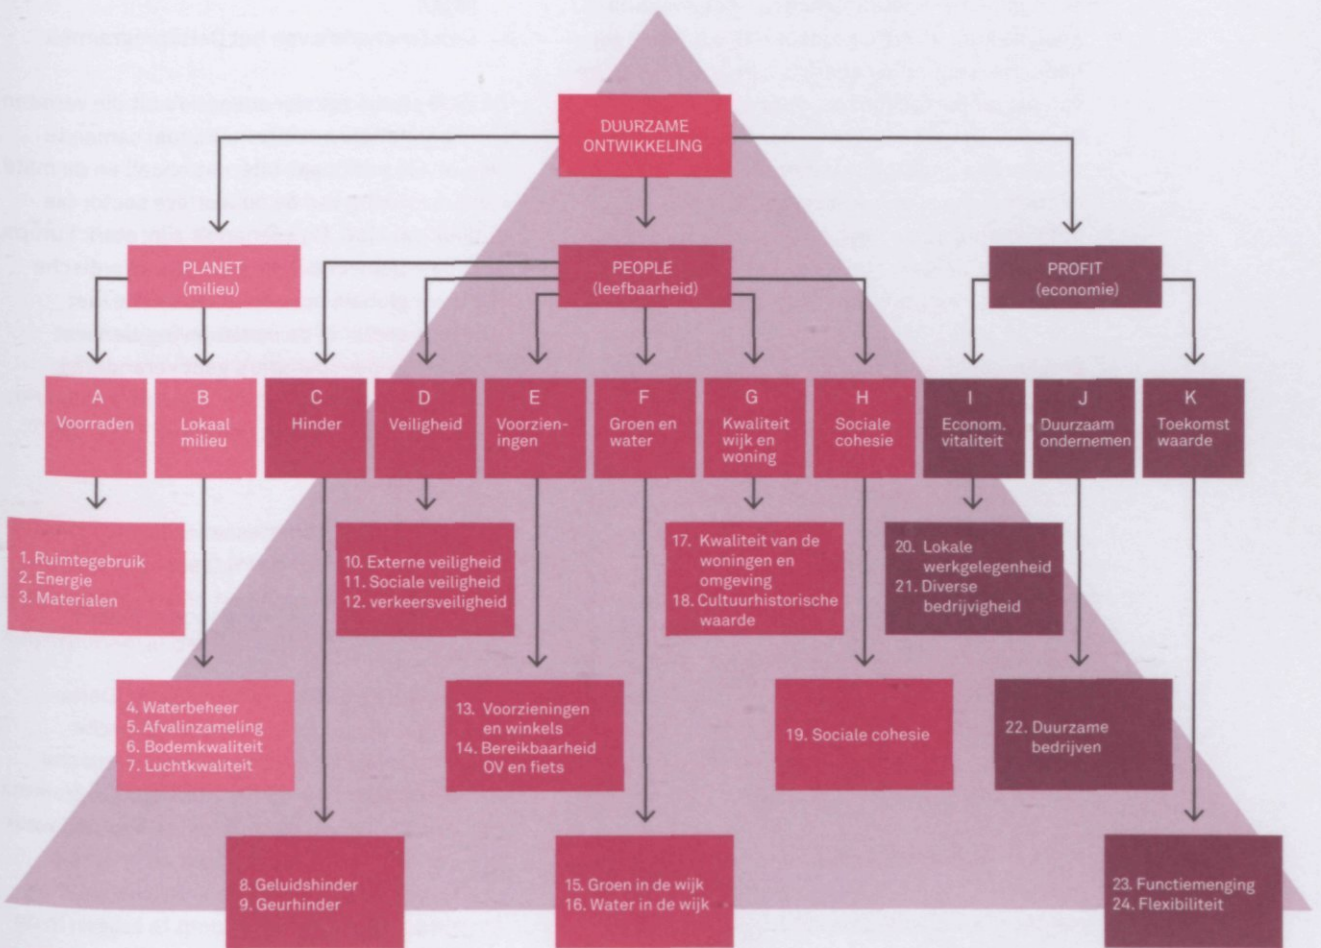 DUURZAME
ONTWIKKELING
PLANET
(milieu)
PEOPLE
(leefbaarheid)
PROFIT
(economie)
A
Voorraden
B
Lokaal
milieu
C
Hinder
D
Veiligheid
E
Voorzien-
ingen
F
Groen en
water
G
Kwaliteit
wijk en
woning
H
Sociale
cohesie
I
Econom.
vitaliteit
J
Duurzaam
ondernemen
K
Toekomst
waarde
1. Ruimtegebruik
2. Energie
3. Materialen
10. Externe veiligheid
11. Sociale veiligheid
12. verkeersveiligheid
17. Kwaliteit van de
woningen en
omgeving
18. Cultuurhistorische
waarde
20. Lokale
werkgelegenheid
21. Diverse
bedrijvigheid
4. Waterbeheer
5. Afvalinzameling
6. Bodemkwaliteit
7. Luchtkwaliteit
13. Voorzieningen
en winkels
14. Bereikbaarheid
OV en fiets
19. Sociale cohesie
22. Duurzame
bedrijven
8. Geluidshinder
9. Geurhinder
15. Groen in de wijk
16. Water in de wijk
23. Functiemenging
24. Flexibiliteit